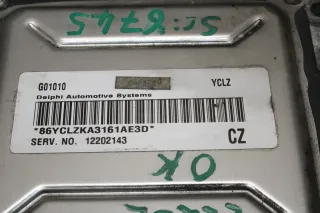 SC:8745
G01010 YCLZ
Delphi Automotive Systems
*86YCLZKA3161AE3D*
SERV. NO. 12202143 CZ
OK